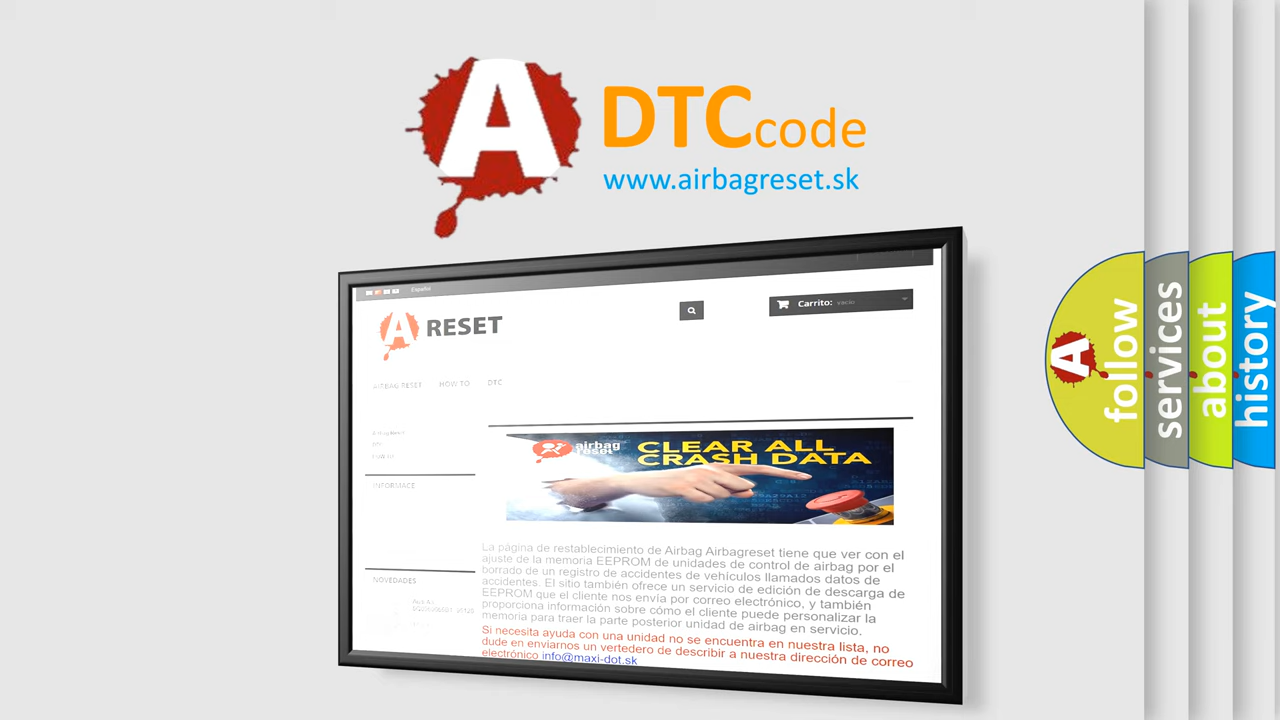 A DTCcode
www.airbagreset.sk
Español
A RESET
Carrito: vacío
AIRBAG RESET HOW TO DTC
INFORMACE
airbag
reset
CLEAR ALL
CRASH DATA
La página de restablecimiento de Airbag Airbagreset tiene que ver con el
ajuste de la memoria EEPROM de unidades de control de airbag por el
borrado de un registro de accidentes de vehículos llamados datos de
accidentes. El sitio también ofrece un servicio de edición de descarga de
EEPROM que el cliente nos envía por correo electrónico, y también
proporciona información sobre cómo el cliente puede personalizar la
memoria para traer la parte posterior unidad de airbag en servicio.
Si necesita ayuda con una unidad no se encuentra en nuestra lista, no
dude en enviarnos un vertedero de describir a nuestra dirección de correo
electrónico info@maxi-dot.sk
NOVEDADES
A follow
services
about
history